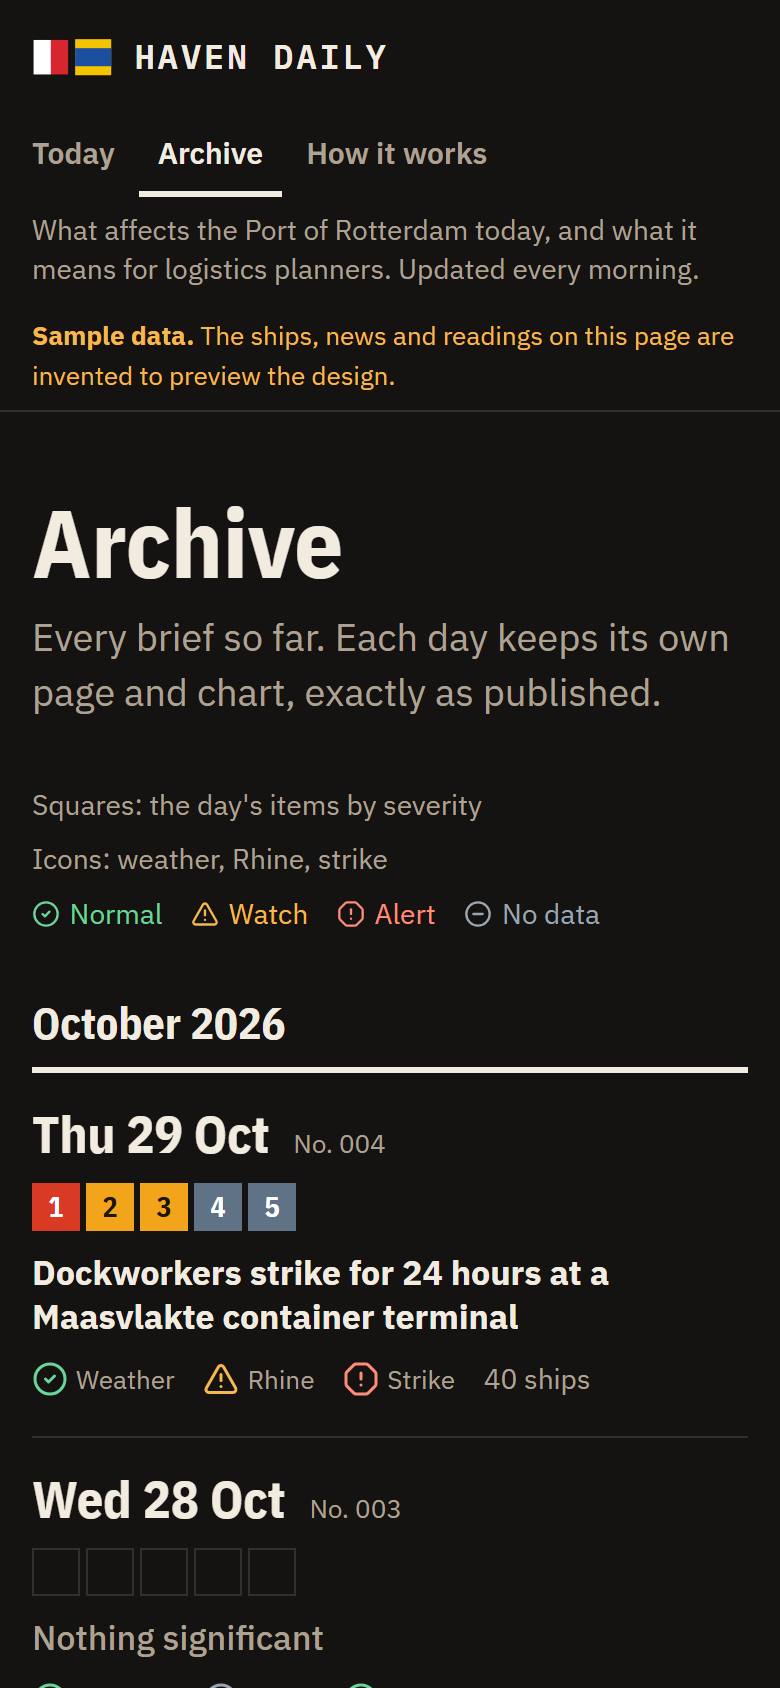 HAVEN DAILY
Today Archive How it works
What affects the Port of Rotterdam today, and what it
means for logistics planners. Updated every morning.
Sample data. The ships, news and readings on this page are
invented to preview the design.
Archive
Every brief so far. Each day keeps its own
page and chart, exactly as published.
Squares: the day's items by severity
Icons: weather, Rhine, strike
Normal Watch Alert No data
October 2026
Thu 29 Oct No. 004
1 2 3 4 5
Dockworkers strike for 24 hours at a
Maasvlakte container terminal
Weather Rhine Strike 40 ships
Wed 28 Oct No. 003
Nothing significant